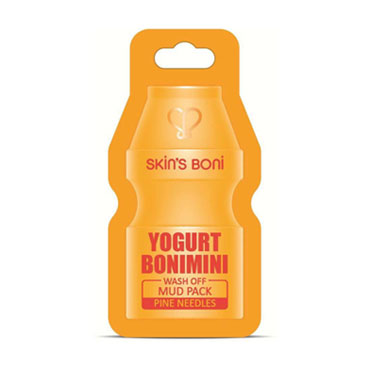 SKIN'S BONI
YOGURT
BONIMINI
WASH OFF
MUD PACK
PINE NEEDLES